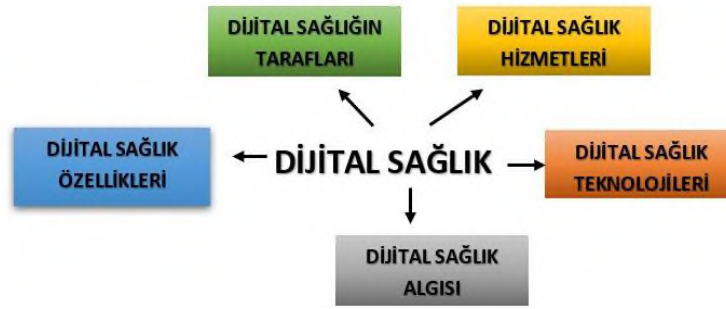 DİJİTAL SAĞLIĞIN
TARAFLARI
DİJİTAL SAĞLIK
HİZMETLERİ
DİJİTAL SAĞLIK
ÖZELLİKLERİ
DİJİTAL SAĞLIK
DİJİTAL SAĞLIK
TEKNOLOJİLERİ
DİJİTAL SAĞLIK
ALGISI